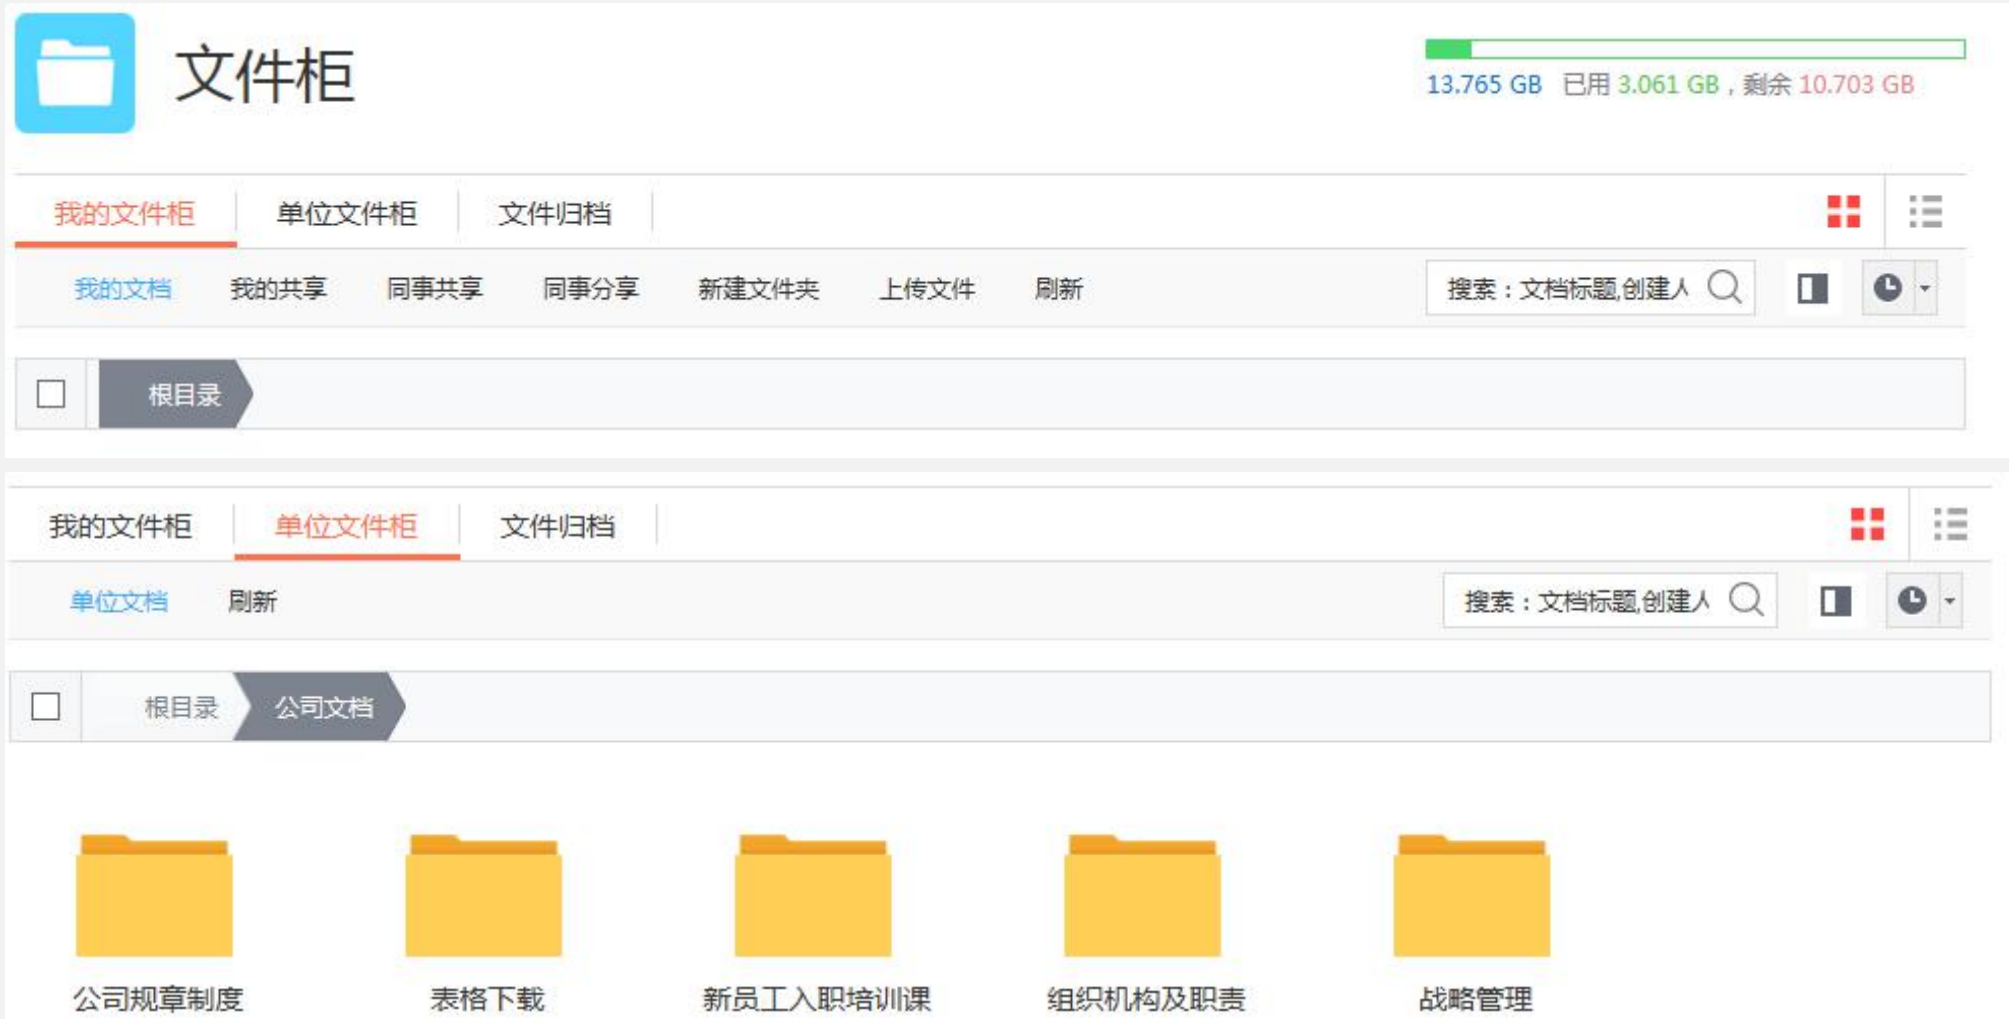 文件柜
13.765 GB 已用 3.061 GB，剩余 10.703 GB
我的文件柜 单位文件柜 文件归档
我的文档 我的共享 同事共享 同事分享 新建文件夹 上传文件 刷新 搜索：文档标题,创建人
根目录
我的文件柜 单位文件柜 文件归档
单位文档 刷新 搜索：文档标题,创建人
根目录 公司文档
公司规章制度 表格下载 新员工入职培训课 组织机构及职责 战略管理